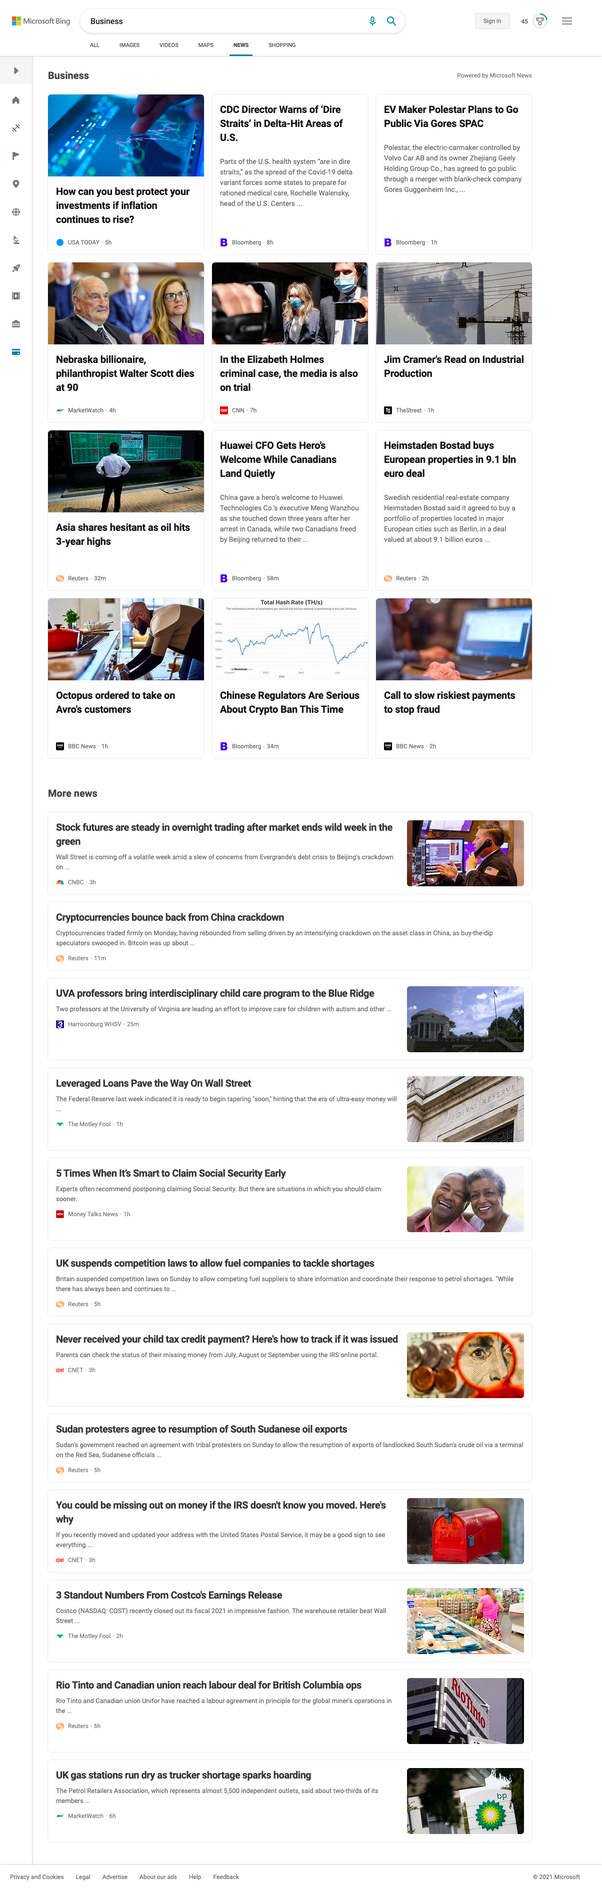 Microsoft Bing
Business
Sign in
45
ALL
IMAGES
VIDEOS
MAPS
NEWS
SHOPPING
Business
Powered by Microsoft News
How can you best protect your
investments if inflation
continues to rise?
USA TODAY · 5h
CDC Director Warns of ‘Dire
Straits’ in Delta-Hit Areas of
U.S.
Parts of the U.S. health system “are in dire
straits,” as the spread of the Covid-19 delta
variant forces some states to prepare for
rationed medical care, Rochelle Walensky,
head of the U.S. Centers ...
Bloomberg · 8h
EV Maker Polestar Plans to Go
Public Via Gores SPAC
Polestar, the electric-carmaker controlled by
Volvo Car AB and its owner Zhejiang Geely
Holding Group Co., has agreed to go public
through a merger with blank-check company
Gores Guggenheim Inc., ...
Bloomberg · 1h
Nebraska billionaire,
philanthropist Walter Scott dies
at 90
MarketWatch · 4h
In the Elizabeth Holmes
criminal case, the media is also
on trial
CNN · 7h
Jim Cramer's Read on Industrial
Production
TheStreet · 1h
Asia shares hesitant as oil hits
3-year highs
Reuters · 32m
Huawei CFO Gets Hero’s
Welcome While Canadians
Land Quietly
China gave a hero’s welcome to Huawei
Technologies Co.’s executive Meng Wanzhou
as she touched down three years after her
arrest in Canada, while two Canadians freed
by Beijing returned to their ...
Bloomberg · 58m
Heimstaden Bostad buys
European properties in 9.1 bln
euro deal
Swedish residential real-estate company
Heimstaden Bostad said it agreed to buy a
portfolio of properties located in major
European cities such as Berlin, in a deal
valued at about 9.1 billion euros ...
Reuters · 2h
Octopus ordered to take on
Avro's customers
BBC News · 1h
Total Hash Rate (TH/s)
Chinese Regulators Are Serious
About Crypto Ban This Time
Bloomberg · 34m
Call to slow riskiest payments
to stop fraud
BBC News · 2h
More news
Stock futures are steady in overnight trading after market ends wild week in the
green
Wall Street is coming off a volatile week amid a slew of concerns from Evergrande's debt crisis to Beijing's crackdown
on ...
CNBC · 3h
Cryptocurrencies bounce back from China crackdown
Cryptocurrencies traded firmly on Monday, having rebounded from selling driven by an intensifying crackdown on the asset class in China, as buy-the-dip
speculators swooped in. Bitcoin was up about ...
Reuters · 11m
UVA professors bring interdisciplinary child care program to the Blue Ridge
Two professors at the University of Virginia are leading an effort to improve care for children with autism and other ...
Harrisonburg WHSV · 25m
Leveraged Loans Pave the Way On Wall Street
The Federal Reserve last week indicated it is ready to begin tapering "soon," hinting that the era of ultra-easy money will
...
The Motley Fool · 1h
5 Times When It’s Smart to Claim Social Security Early
Experts often recommend postponing claiming Social Security. But there are situations in which you should claim
sooner.
Money Talks News · 1h
UK suspends competition laws to allow fuel companies to tackle shortages
Britain suspended competition laws on Sunday to allow competing fuel suppliers to share information and coordinate their response to petrol shortages. "While
there has always been and continues to ...
Reuters · 5h
Never received your child tax credit payment? Here's how to track if it was issued
Parents can check the status of their missing money from July, August or September using the IRS online portal.
CNET · 3h
Sudan protesters agree to resumption of South Sudanese oil exports
Sudan's government reached an agreement with tribal protesters on Sunday to allow the resumption of exports of landlocked South Sudan's crude oil via a terminal
on the Red Sea, Sudanese officials ...
Reuters · 5h
You could be missing out on money if the IRS doesn't know you moved. Here's
why
If you recently moved and updated your address with the United States Postal Service, it may be a good sign to see
everything ...
CNET · 3h
3 Standout Numbers From Costco's Earnings Release
Costco (NASDAQ: COST) recently closed out its fiscal 2021 in impressive fashion. The warehouse retailer beat Wall
Street ...
The Motley Fool · 2h
Rio Tinto and Canadian union reach labour deal for British Columbia ops
Rio Tinto and Canadian union Unifor have reached a labour agreement in principle for the global miner's operations in
the ...
RioTinto
Reuters · 6h
UK gas stations run dry as trucker shortage sparks hoarding
The Petrol Retailers Association, which represents almost 5,500 independent outlets, said about two-thirds of its
members ...
bp
MarketWatch · 6h
Privacy and Cookies
Legal
Advertise
About our ads
Help
Feedback
© 2021 Microsoft